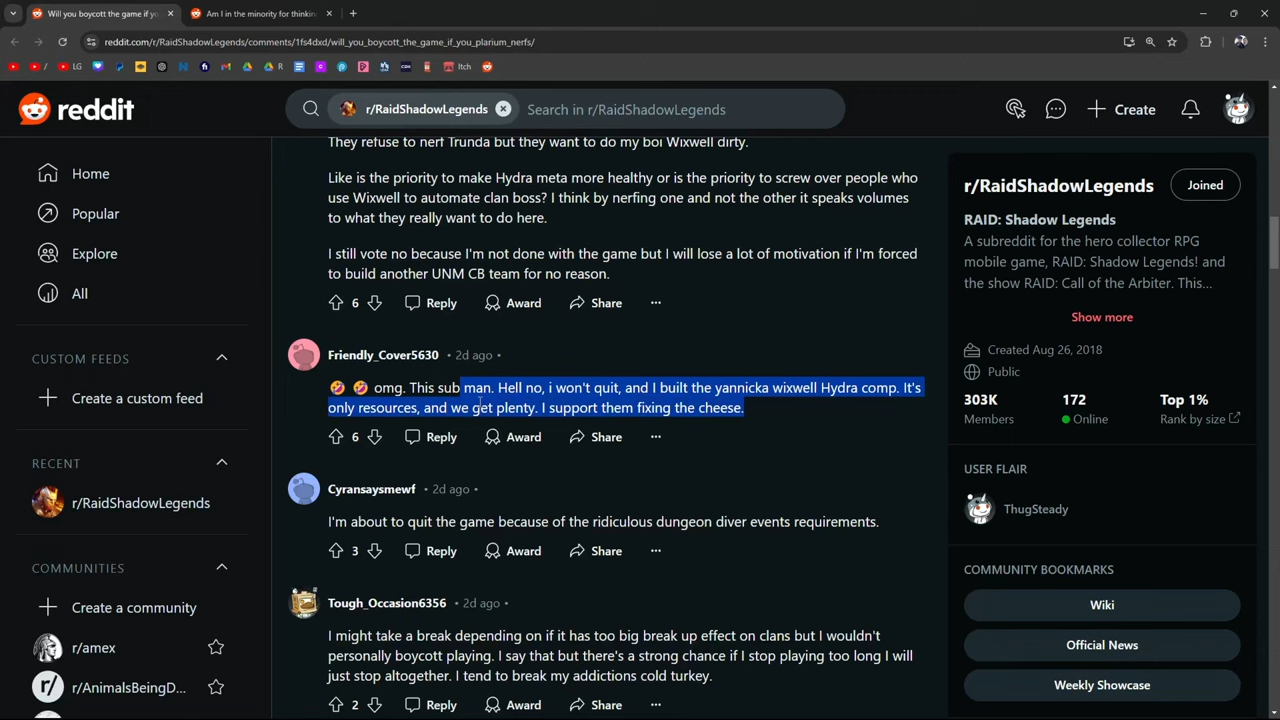 Will you boycott the game if yo
Am I in the minority for thinkin
reddit.com/r/RaidShadowLegends/comments/1fs4dxd/will_you_boycott_the_game_if_you_plarium_nerfs/
/
LG
R
Itch
reddit
r/RaidShadowLegends
Search in r/RaidShadowLegends
Create
Home
Popular
Explore
All
CUSTOM FEEDS
Create a custom feed
RECENT
r/RaidShadowLegends
COMMUNITIES
Create a community
r/amex
r/AnimalsBeingD...
They refuse to nerf Trunda but they want to do my boi Wixwell dirty.
Like is the priority to make Hydra meta more healthy or is the priority to screw over people who
use Wixwell to automate clan boss? I think by nerfing one and not the other it speaks volumes
to what they really want to do here.
I still vote no because I'm not done with the game but I will lose a lot of motivation if I'm forced
to build another UNM CB team for no reason.
6 Reply Award Share ...
Friendly_Cover5630 • 2d ago •
🤣 🤣 omg. This sub man. Hell no, i won't quit, and I built the yannicka wixwell Hydra comp. It's
only resources, and we get plenty. I support them fixing the cheese.
6 Reply Award Share ...
Cyransaysmewf • 2d ago •
I'm about to quit the game because of the ridiculous dungeon diver events requirements.
3 Reply Award Share ...
Tough_Occasion6356 • 2d ago •
I might take a break depending on if it has too big break up effect on clans but I wouldn't
personally boycott playing. I say that but there's a strong chance if I stop playing too long I will
just stop altogether. I tend to break my addictions cold turkey.
2 Reply Award Share ...
r/RaidShadowLegends
Joined
RAID: Shadow Legends
A subreddit for the hero collector RPG
mobile game, RAID: Shadow Legends! and
the show RAID: Call of the Arbiter. This...
Show more
Created Aug 26, 2018
Public
303K 172 Top 1%
Members Online Rank by size
USER FLAIR
ThugSteady
COMMUNITY BOOKMARKS
Wiki
Official News
Weekly Showcase